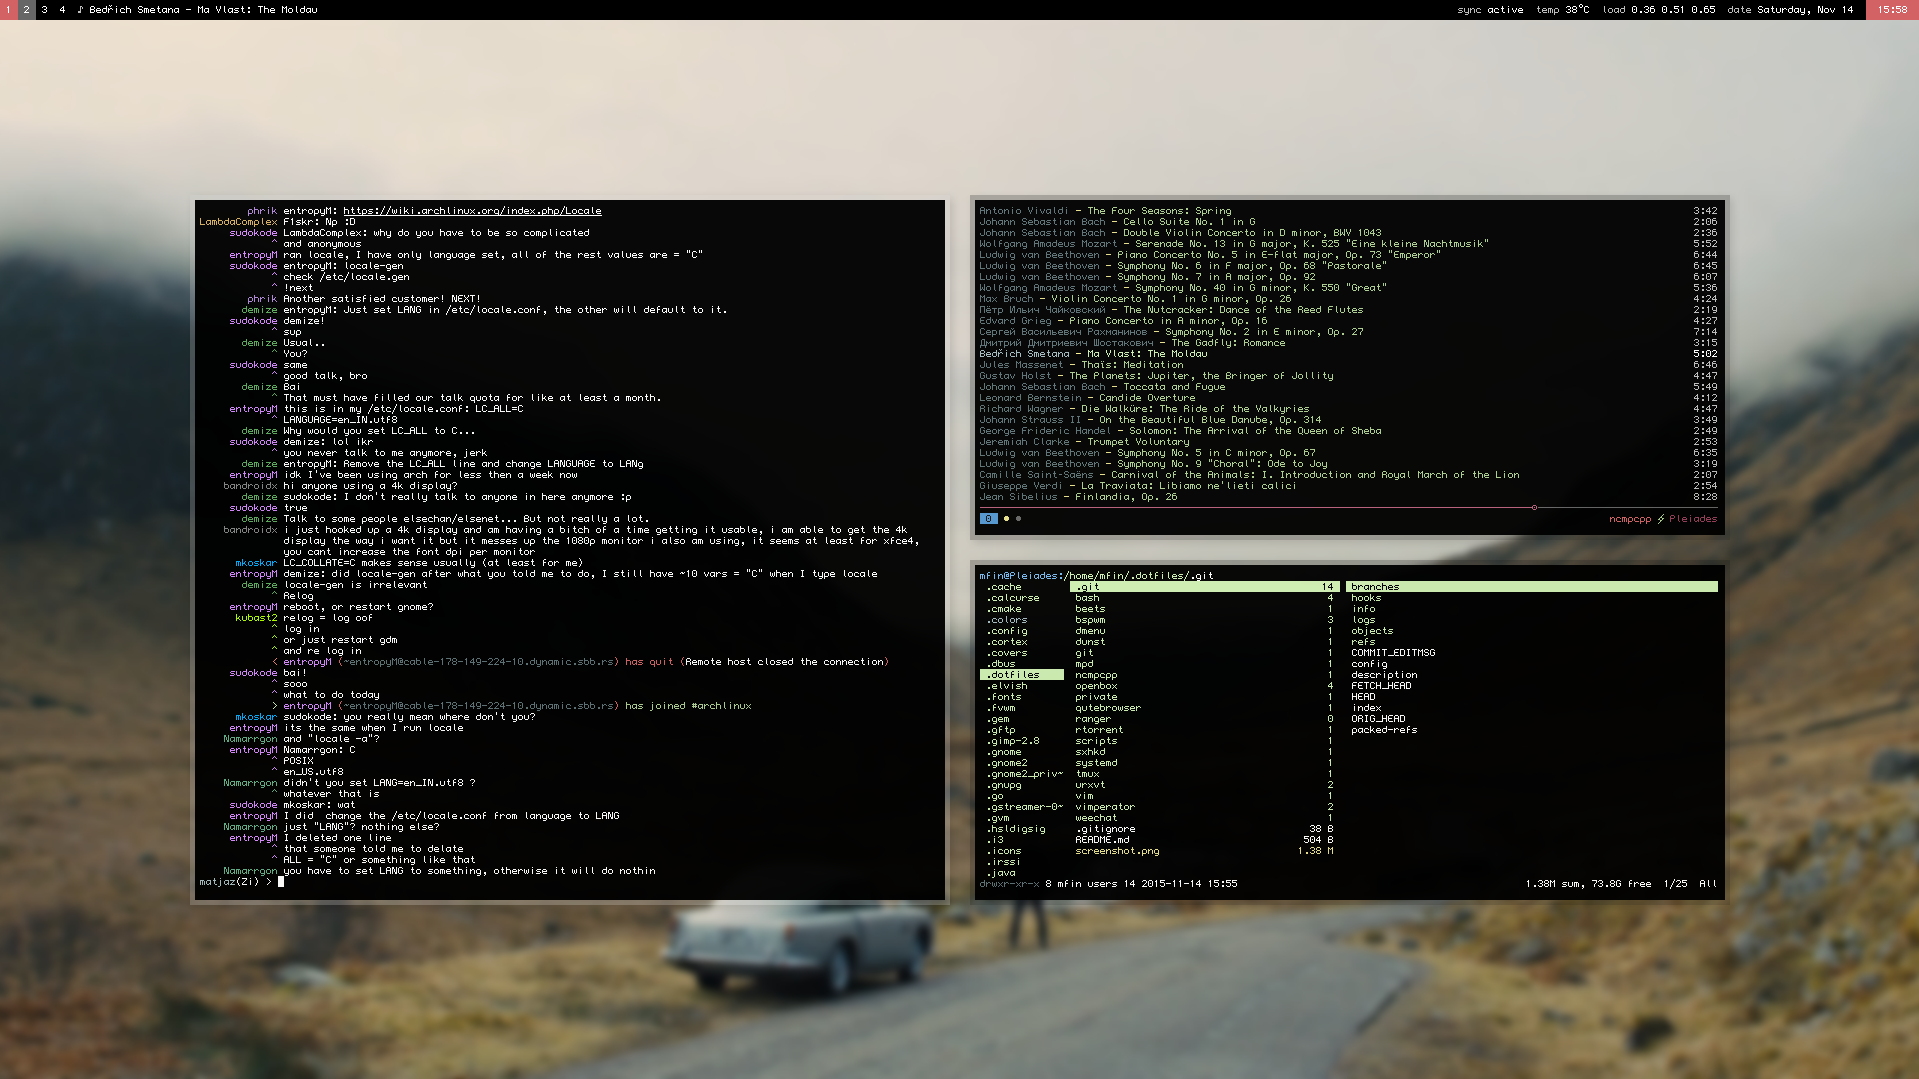 1 2 3 4 ♪ Bedřich Smetana - Ma Vlast: The Moldau
sync active temp 38°C load 0.36 0.51 0.65 date Saturday, Nov 14 15:58
phrik entropyM: https://wiki.archlinux.org/index.php/Locale
LambdaComplex F1skr: Np :D
sudokode LambdaComplex: why do you have to be so complicated
^ and anonymous
entropyM ran locale, I have only language set, all of the rest values are = "C"
sudokode entropyM: locale-gen
^ check /etc/locale.gen
^ !next
phrik Another satisfied customer! NEXT!
demize entropyM: Just set LANG in /etc/locale.conf, the other will default to it.
sudokode demize!
^ sup
demize Usual..
^ You?
sudokode same
^ good talk, bro
demize Bai
^ That must have filled our talk quota for like at least a month.
entropyM this is in my /etc/locale.conf: LC_ALL=C
^ LANGUAGE=en_IN.utf8
demize Why would you set LC_ALL to C...
sudokode demize: lol ikr
^ you never talk to me anymore, jerk
demize entropyM: Remove the LC_ALL line and change LANGUAGE to LANg
entropyM idk I've been using arch for less then a week now
bandroidx hi anyone using a 4k display?
demize sudokode: I don't really talk to anyone in here anymore :p
sudokode true
demize Talk to some people elsechan/elsenet... But not really a lot.
bandroidx i just hooked up a 4k display and am having a bitch of a time getting it usable, i am able to get the 4k
display the way i want it but it messes up the 1080p monitor i also am using, it seems at least for xfce4,
you cant increase the font dpi per monitor
mkoskar LC_COLLATE=C makes sense usually (at least for me)
entropyM demize: did locale-gen after what you told me to do, I still have ~10 vars = "C" when I type locale
demize locale-gen is irrelevant
^ Relog
entropyM reboot, or restart gnome?
kubast2 relog = log oof
^ log in
^ or just restart gdm
^ and re log in
< entropyM (~entropyM@cable-178-149-224-10.dynamic.sbb.rs) has quit (Remote host closed the connection)
sudokode bai!
^ sooo
^ what to do today
> entropyM (~entropyM@cable-178-149-224-10.dynamic.sbb.rs) has joined #archlinux
mkoskar sudokode: you really mean where don't you?
entropyM its the same when I run locale
Namarrgon and "locale -a"?
entropyM Namarrgon: C
^ POSIX
^ en_US.utf8
Namarrgon didn't you set LANG=en_IN.utf8 ?
^ whatever that is
sudokode mkoskar: wat
entropyM I did  change the /etc/locale.conf from language to LANG
Namarrgon just "LANG"? nothing else?
entropyM I deleted one line
^ that someone told me to delate
^ ALL = "C" or something like that
Namarrgon you have to set LANG to something, otherwise it will do nothin
matjaz(Zi) >
Antonio Vivaldi - The Four Seasons: Spring 3:42
Johann Sebastian Bach - Cello Suite No. 1 in G 2:06
Johann Sebastian Bach - Double Violin Concerto in D minor, BWV 1043 2:36
Wolfgang Amadeus Mozart - Serenade No. 13 in G major, K. 525 "Eine kleine Nachtmusik" 5:52
Ludwig van Beethoven - Piano Concerto No. 5 in E-flat major, Op. 73 "Emperor" 6:44
Ludwig van Beethoven - Symphony No. 6 in F major, Op. 68 "Pastorale" 6:45
Ludwig van Beethoven - Symphony No. 7 in A major, Op. 92 6:07
Wolfgang Amadeus Mozart - Symphony No. 40 in G minor, K. 550 "Great" 5:36
Max Bruch - Violin Concerto No. 1 in G minor, Op. 26 4:24
Пётр Ильич Чайковский - The Nutcracker: Dance of the Reed Flutes 2:19
Edvard Grieg - Piano Concerto in A minor, Op. 16 4:27
Сергей Васильевич Рахманинов - Symphony No. 2 in E minor, Op. 27 7:14
Дмитрий Дмитриевич Шостакович - The Gadfly: Romance 3:15
Bedřich Smetana - Ma Vlast: The Moldau 5:02
Jules Massenet - Thaïs: Meditation 6:46
Gustav Holst - The Planets: Jupiter, the Bringer of Jollity 4:47
Johann Sebastian Bach - Toccata and Fugue 5:49
Leonard Bernstein - Candide Overture 4:12
Richard Wagner - Die Walküre: The Ride of the Valkyries 4:47
Johann Strauss II - On the Beautiful Blue Danube, Op. 314 3:49
George Frideric Handel - Solomon: The Arrival of the Queen of Sheba 2:49
Jeremiah Clarke - Trumpet Voluntary 2:53
Ludwig van Beethoven - Symphony No. 5 in C minor, Op. 67 6:35
Ludwig van Beethoven - Symphony No. 9 "Choral": Ode to Joy 3:19
Camille Saint-Saëns - Carnival of the Animals: I. Introduction and Royal March of the Lion 2:07
Giuseppe Verdi - La Traviata: Libiamo ne'lieti calici 2:54
Jean Sibelius - Finlandia, Op. 26 8:28
0 ncmpcpp ⚡ Pleiades
mfin@Pleiades:/home/mfin/.dotfiles/.git
.cache .git 14 branches
.calcurse bash 4 hooks
.cmake beets 1 info
.colors bspwm 3 logs
.config dmenu 1 objects
.cortex dunst 1 refs
.covers git 1 COMMIT_EDITMSG
.dbus mpd 1 config
.dotfiles ncmpcpp 1 description
.elvish openbox 4 FETCH_HEAD
.fonts private 1 HEAD
.fvwm qutebrowser 1 index
.gem ranger 0 ORIG_HEAD
.gftp rtorrent 1 packed-refs
.gimp-2.8 scripts 1
.gnome sxhkd 1
.gnome2 systemd 1
.gnome2_priv~ tmux 1
.gnupg urxvt 2
.go vim 1
.gstreamer-0~ vimperator 2
.gvm weechat 1
.hsldigsig .gitignore 38 B
.i3 README.md 504 B
.icons screenshot.png 1.38 M
.irssi
.java
drwxr-xr-x 8 mfin users 14 2015-11-14 15:55 1.38M sum, 73.8G free 1/25 All